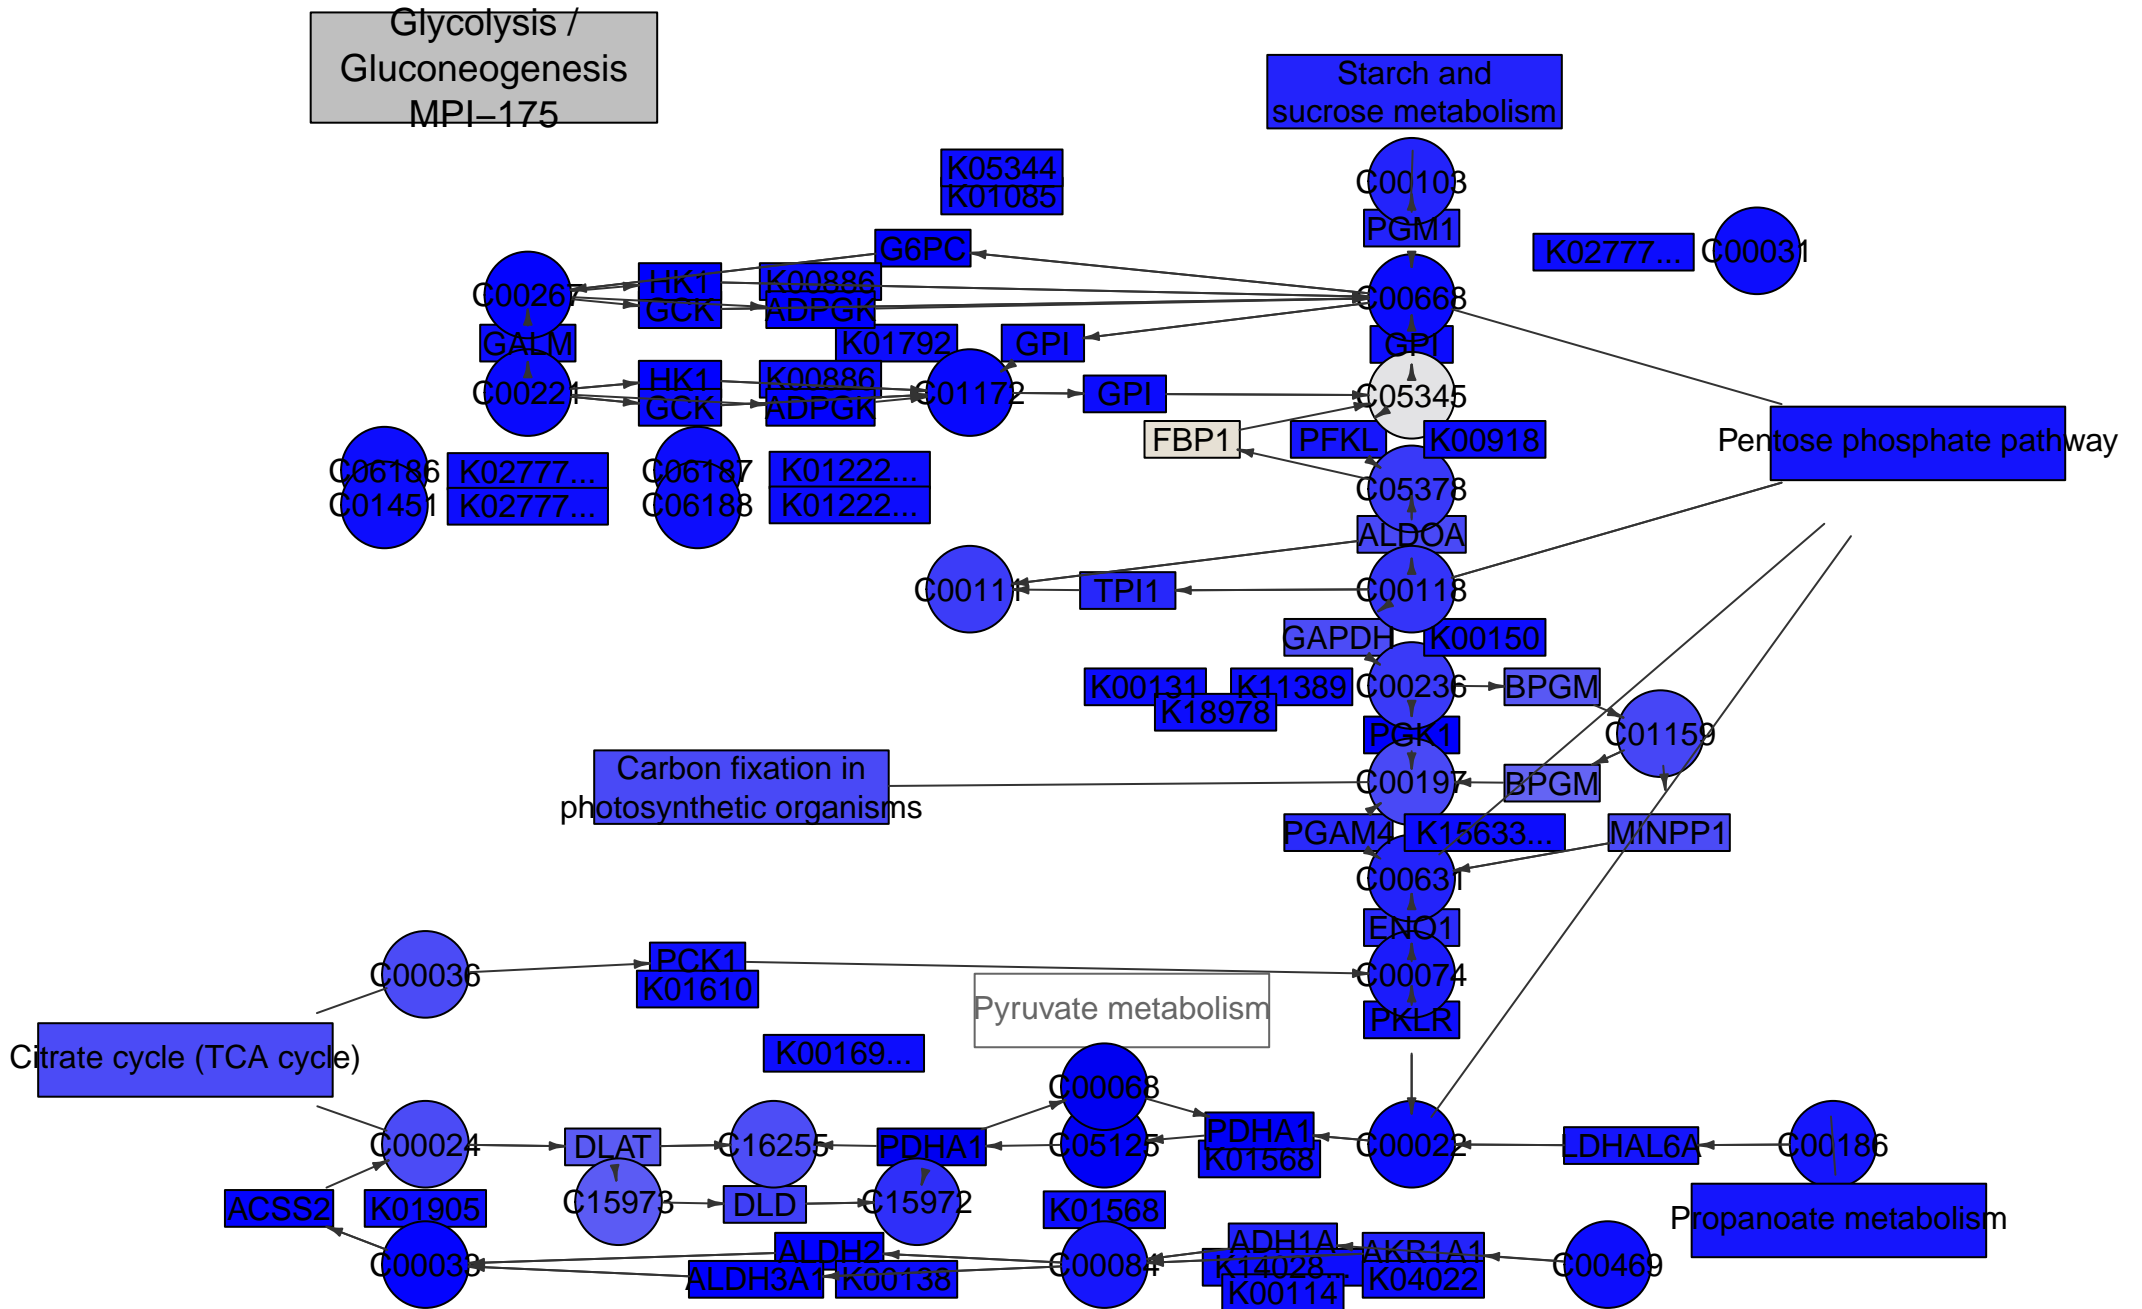 Glycolysis /
Gluconeogenesis
MPI−175
Starch and
sucrose metabolism
K05344
K01085
C00103
PGM1
G6PC
K02777...
C00031
C00267
HK1
K00886
GCK
ADPGK
C00668
GALM
K01792
GPI
GPI
C00221
HK1
K00886
GCK
ADPGK
C01172
GPI
C05345
FBP1
PFKL
K00918
Pentose phosphate pathway
C06186
K02777...
C06187
K01222...
C01451
K02777...
C06188
K01222...
C05378
ALDOA
C00111
TPI1
C00118
GAPDH
K00150
K00131
K11389
K18978
C00236
BPGM
PGK1
C01159
Carbon fixation in
photosynthetic organisms
C00197
BPGM
PGAM4
K15633...
MINPP1
C00631
ENO1
C00036
PCK1
K01610
C00074
Pyruvate metabolism
PKLR
Citrate cycle (TCA cycle)
K00169...
C00068
C00024
DLAT
C16255
PDHA1
C05125
PDHA1
K01568
C00022
LDHAL6A
C00186
ACSS2
K01905
C15973
DLD
C15972
K01568
Propanoate metabolism
C00033
ALDH2
ALDH3A1
K00138
C00084
ADH1A
K14028...
K00114
AKR1A1
K04022
C00469